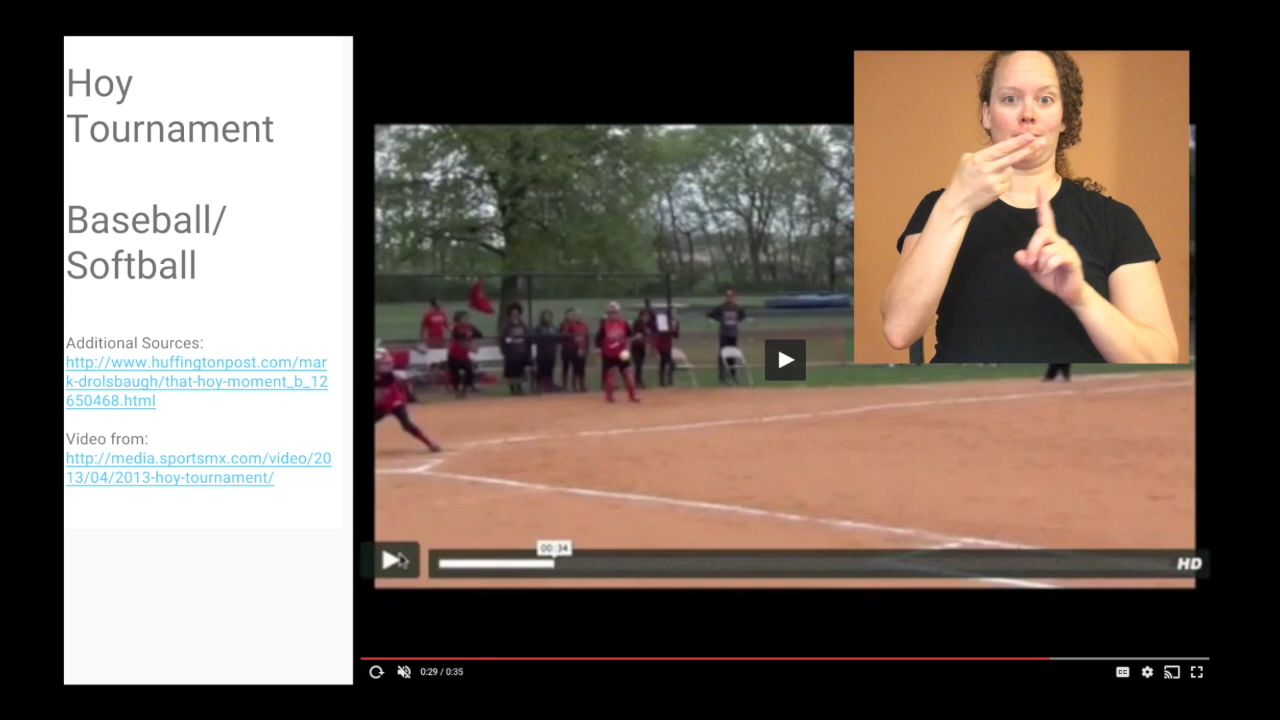 Hoy
Tournament
Baseball/
Softball
Additional Sources:
http://www.huffingtonpost.com/mar
k-drolsbaugh/that-hoy-moment_b_12
650468.html
Video from:
http://media.sportsmx.com/video/20
13/04/2013-hoy-tournament/
00:34
HD
0:29 / 0:35
CC